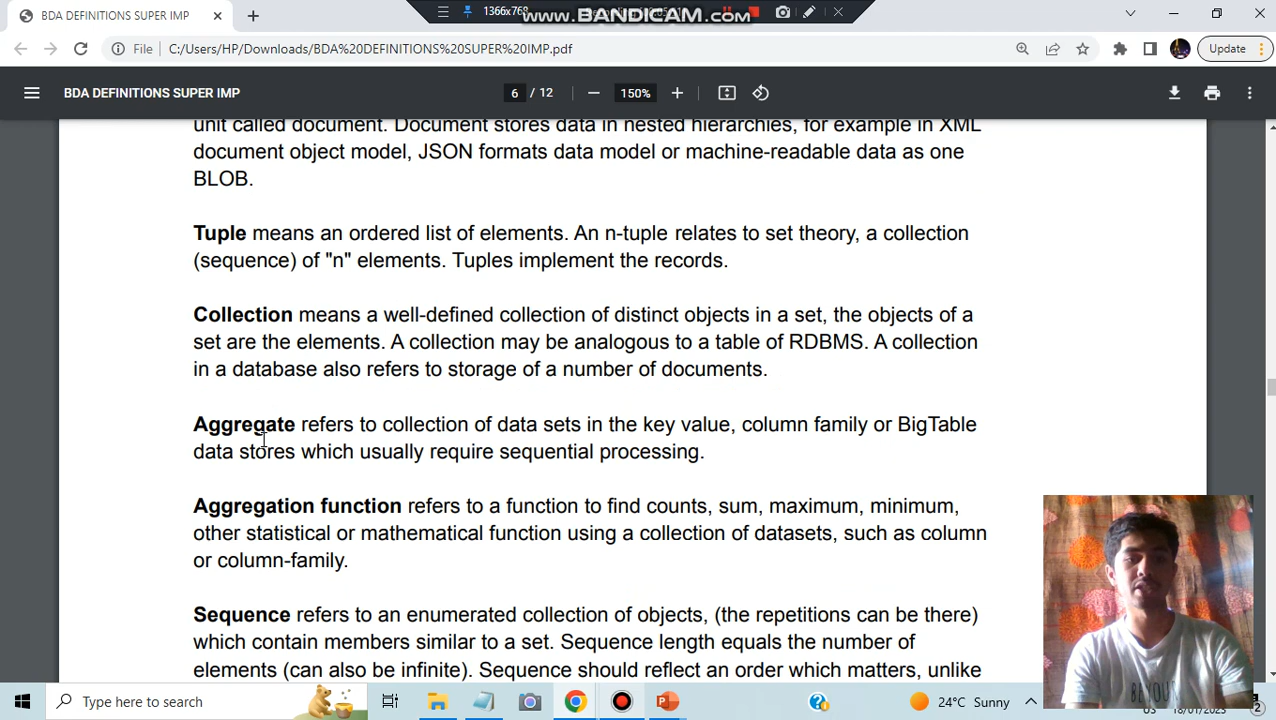 BDA DEFINITIONS SUPER IMP
1366x768
www.BANDICAM.com
File C:/Users/HP/Downloads/BDA%20DEFINITIONS%20SUPER%20IMP.pdf
Update
BDA DEFINITIONS SUPER IMP 6 / 12 150%
unit called document. Document stores data in nested hierarchies, for example in XML
document object model, JSON formats data model or machine-readable data as one
BLOB.
Tuple means an ordered list of elements. An n-tuple relates to set theory, a collection
(sequence) of "n" elements. Tuples implement the records.
Collection means a well-defined collection of distinct objects in a set, the objects of a
set are the elements. A collection may be analogous to a table of RDBMS. A collection
in a database also refers to storage of a number of documents.
Aggregate refers to collection of data sets in the key value, column family or BigTable
data stores which usually require sequential processing.
Aggregation function refers to a function to find counts, sum, maximum, minimum,
other statistical or mathematical function using a collection of datasets, such as column
or column-family.
Sequence refers to an enumerated collection of objects, (the repetitions can be there)
which contain members similar to a set. Sequence length equals the number of
elements (can also be infinite). Sequence should reflect an order which matters, unlike
BEYOU
Type here to search
24°C Sunny
US 18/01/2023
2